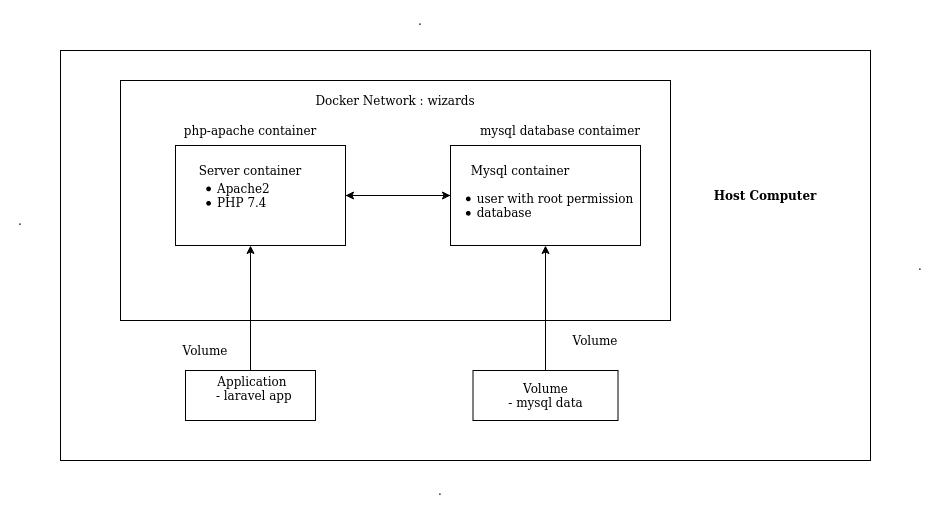 Docker Network : wizards
php-apache container
mysql database contaimer
Server container
• Apache2
• PHP 7.4
Mysql container
• user with root permission
• database
Host Computer
Volume
Volume
Application
- laravel app
Volume
- mysql data